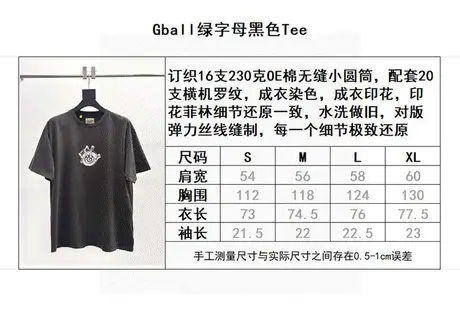 Gball绿字母黑色Tee
订织16支230克OE棉无缝小圆筒，配套20
支横机罗纹，成衣染色，成衣印花，印
花菲林细节还原一致，水洗做旧，对版
弹力丝线缝制，每一个细节极致还原
尺码 S M L XL
肩宽 54 56 58 60
胸围 112 118 124 130
衣长 73 74.5 76 77.5
袖长 21.5 22 22.5 23
手工测量尺寸与实际尺寸之间存在0.5-1cm误差